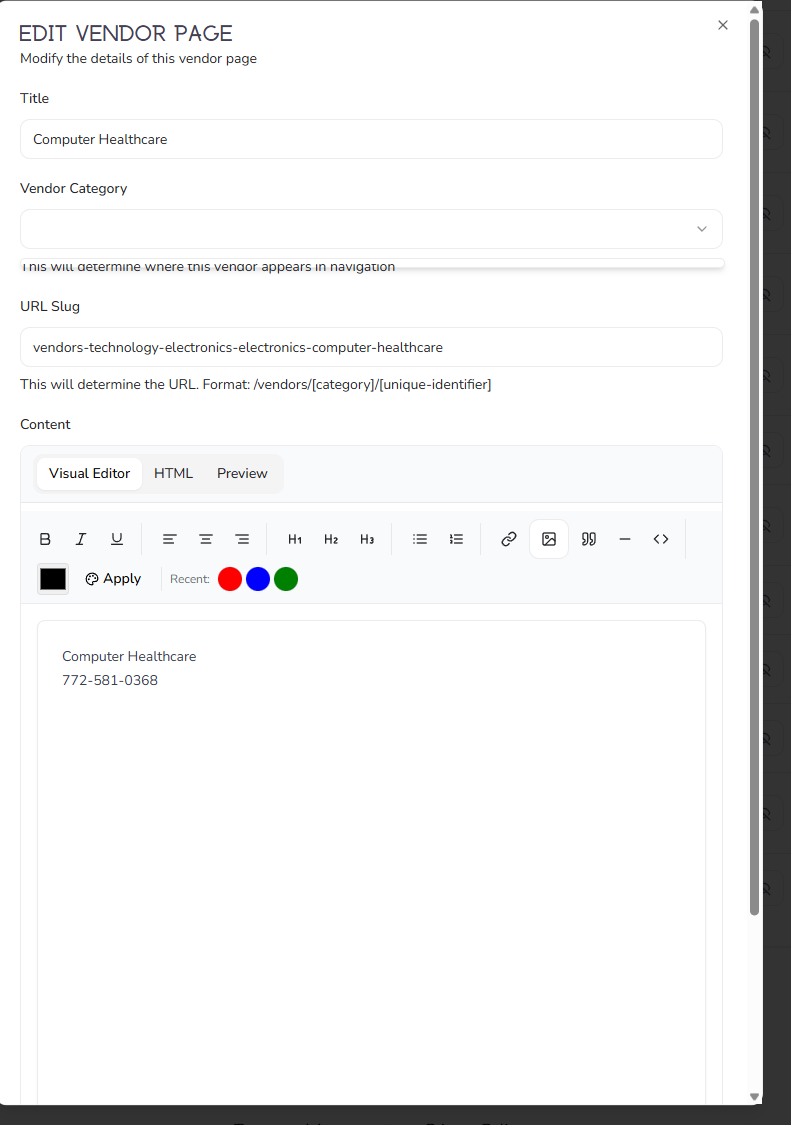 EDIT VENDOR PAGE
Modify the details of this vendor page
Title
Computer Healthcare
Vendor Category
This will determine where this vendor appears in navigation
URL Slug
vendors-technology-electronics-electronics-computer-healthcare
This will determine the URL. Format: /vendors/[category]/[unique-identifier]
Content
Visual Editor HTML Preview
B I U H1 H2 H3
Apply Recent:
Computer Healthcare
772-581-0368